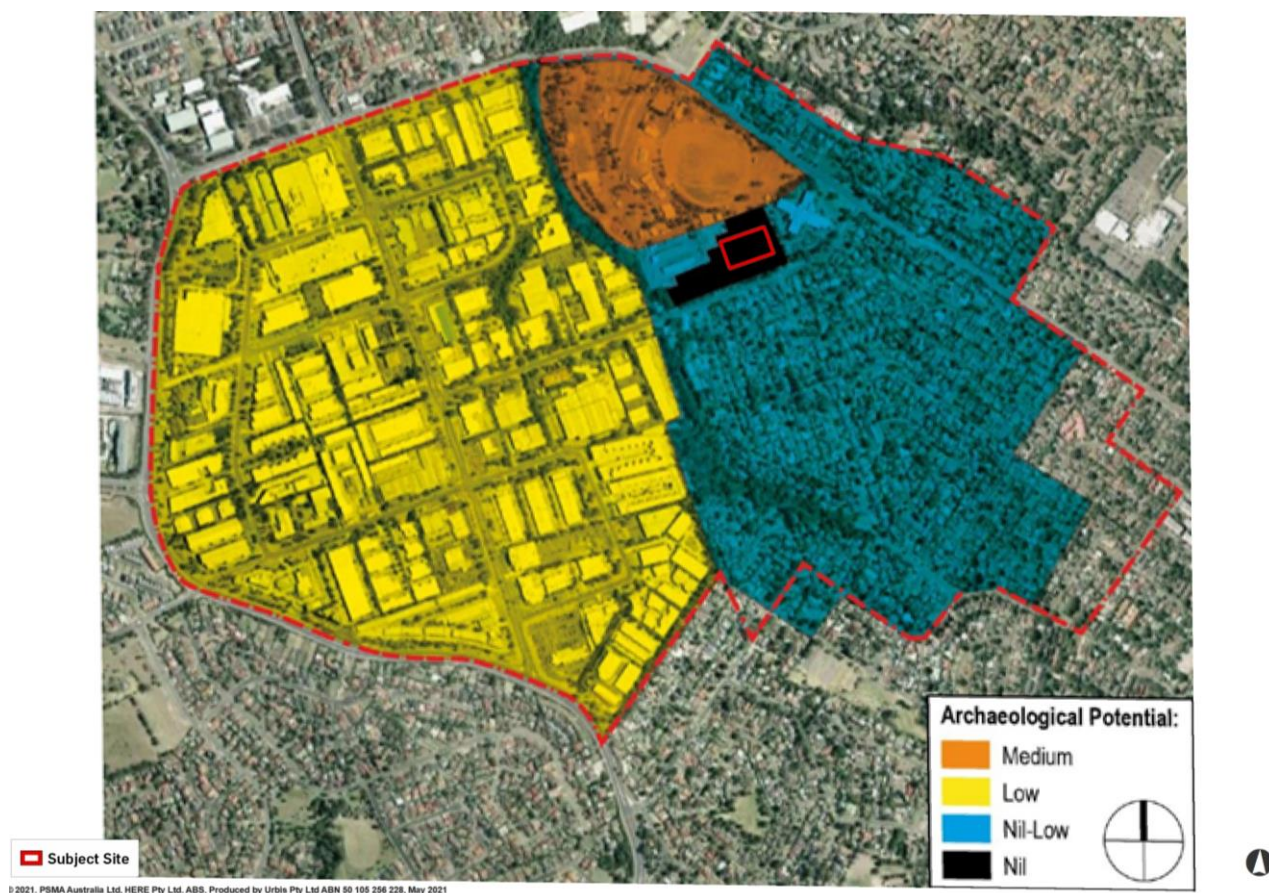 Archaeological Potential:
Medium
Low
Nil-Low
Nil
Subject Site
© 2021. PSMA Australia Ltd, HERE Pty Ltd, ABS. Produced by Urbis Pty Ltd ABN 50 105 256 228, May 2021